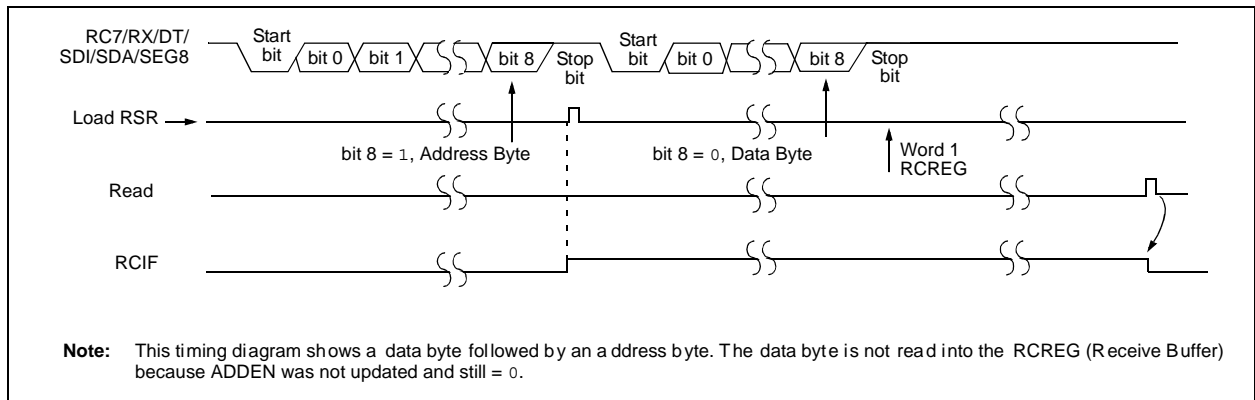 RC7/RX/DT/
SDI/SDA/SEG8
Start
bit
bit 0
bit 1
bit 8
Stop
bit
Start
bit
bit 0
bit 8
Stop
bit
Load RSR
bit 8 = 1, Address Byte
bit 8 = 0, Data Byte
Word 1
RCREG
Read
RCIF
Note: This timing diagram shows a data byte followed by an address byte. The data byte is not read into the RCREG (Receive Buffer)
because ADDEN was not updated and still = 0.